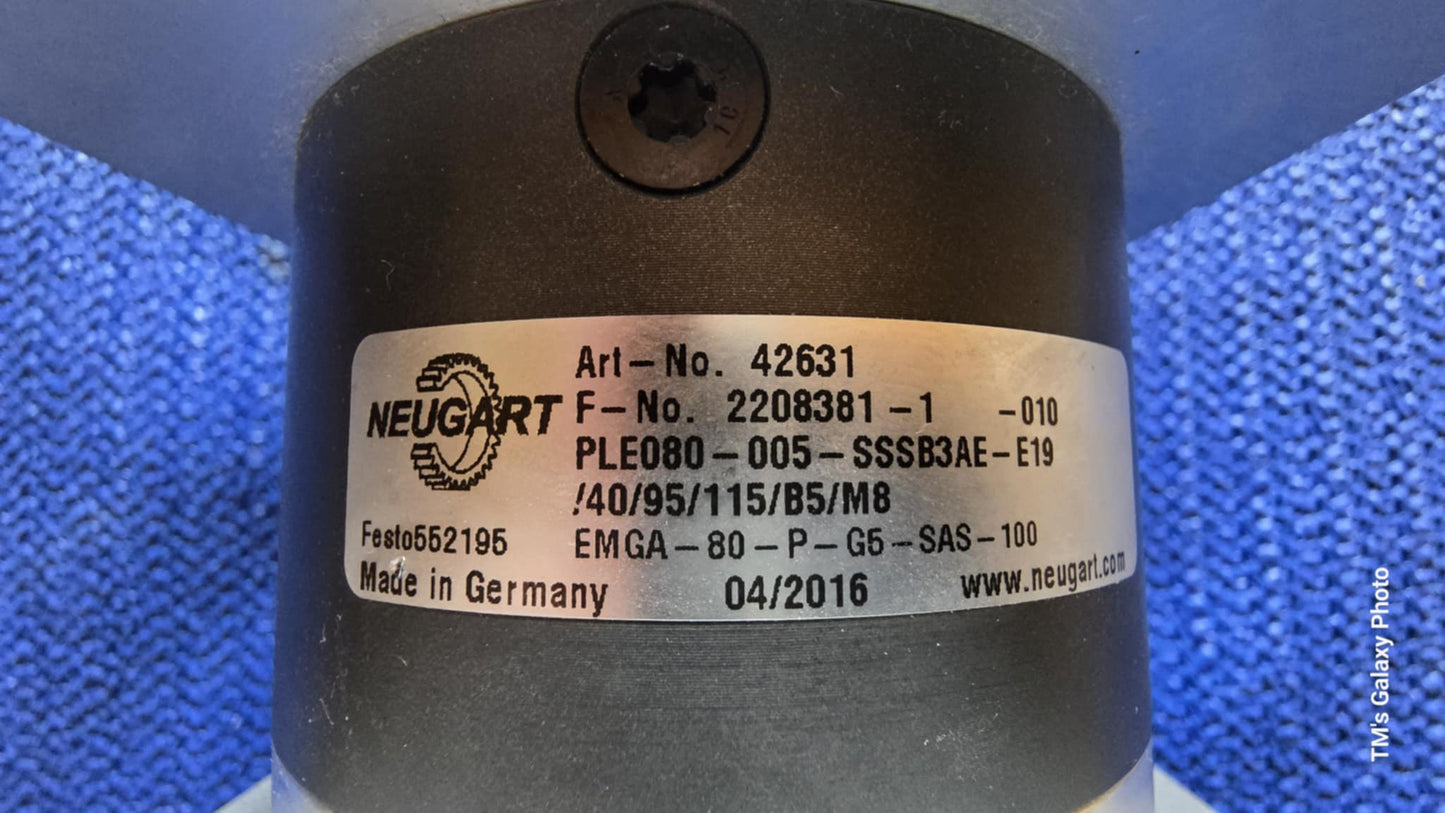 NEUGART
Art-No. 42631
F-No. 2208381-1 -010
PLE080-005-SSSB3AE-E19
/40/95/115/B5/M8
Festo552195 EMGA-80-P-G5-SAS-100
Made in Germany 04/2016 www.neugart.com
TM's Galaxy Photo